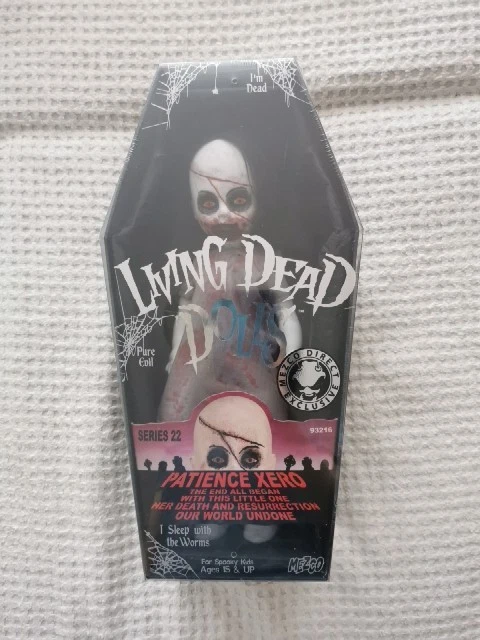 I'm
Dead
LIVING DEAD
DOLLS
Pure
Evil
MEZCO DIRECT
EXCLUSIVE
SERIES 22
93216
PATIENCE XERO
THE END ALL BEGAN
WITH THIS LITTLE ONE
HER DEATH AND RESURRECTION
OUR WORLD UNDONE
I Sleep with
the Worms
For Spooky Kids
Ages 15 & UP
MEZCO